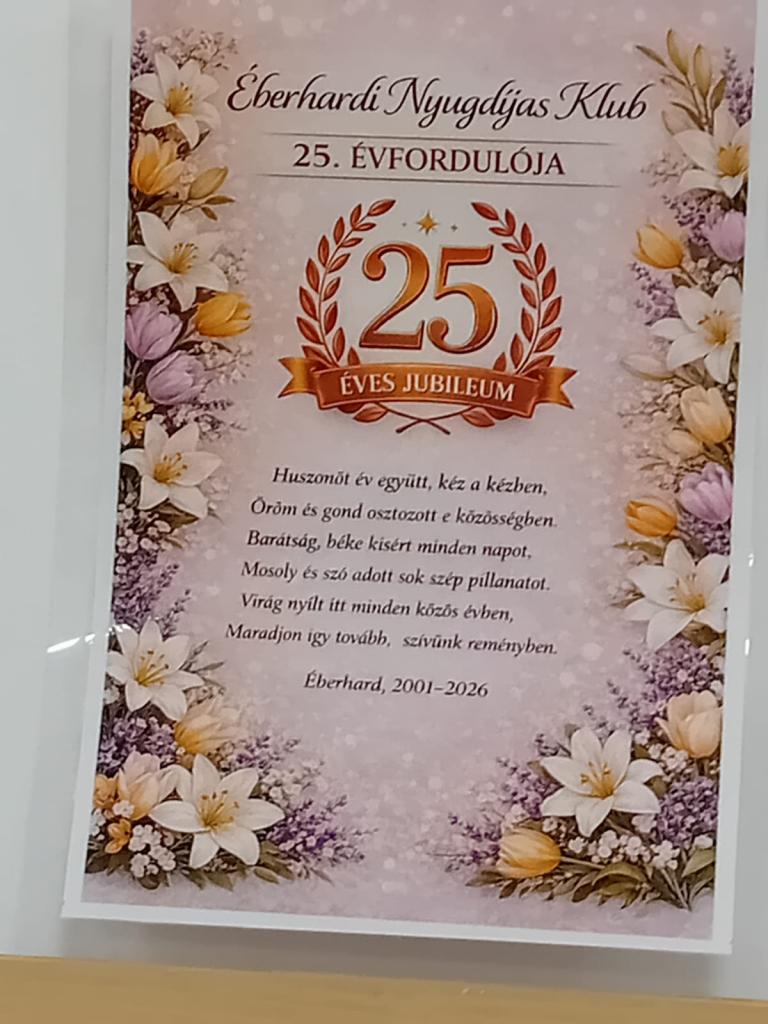 Éberhardi Nyugdíjas Klub
25. ÉVFORDULÓJA
25
ÉVES JUBILEUM
Huszonöt év együtt, kéz a kézben,
Öröm és gond osztozott e közösségben.
Barátság, béke kisért minden napot,
Mosoly és szó adott sok szép pillanatot.
Virág nyílt itt minden közös évben,
Maradjon igy tovább, szívünk reményben.
Éberhard, 2001–2026